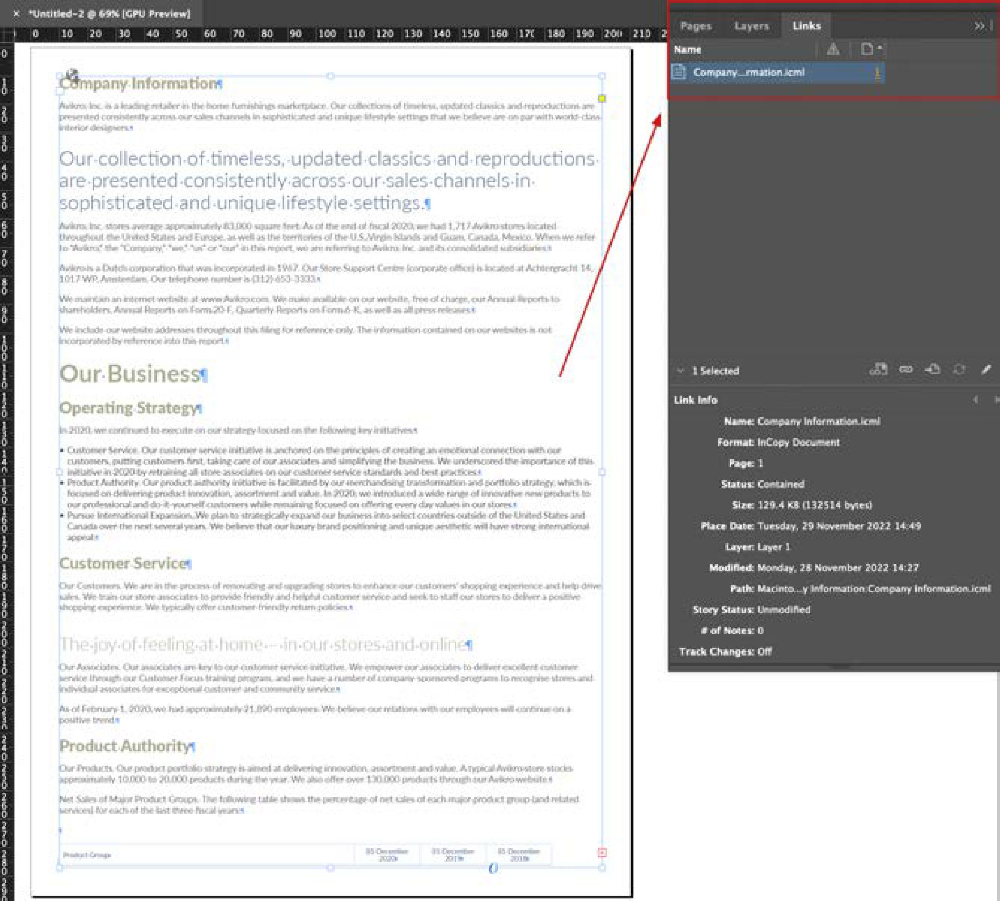 × *Untitled-2 @ 69% [GPU Preview]
0 10 20 30 40 50 60 70 80 90 100 110 120 130 140 150 160 180 190 210
Company Information¶
Avikro, Inc. is a leading retailer in the home furnishings marketplace. Our collections of timeless, updated classics and reproductions are
presented consistently across our sales channels in sophisticated and unique lifestyle settings that we believe are on par with world-class
interior designers.¶
Our collection of timeless, updated classics and reproductions
are presented consistently across our sales channels in
sophisticated and unique lifestyle settings.¶
Avikro, Inc. stores average approximately 83,000 square feet. As of the end of fiscal 2020, we had 1,717 Avikro stores located
throughout the United States and Europe, as well as the territories of the U.S. Virgin Islands and Guam, Canada, Mexico. When we refer
to "Avikro," the "Company," "we," "us" or "our" in this report, we are referring to Avikro, Inc. and its consolidated subsidiaries.¶
Avikro is a Dutch corporation that was incorporated in 1967. Our Store Support Centre (corporate office) is located at Achtergracht 14,
1017 WP, Amsterdam. Our telephone number is (312) 653-3333.¶
We maintain an internet website at www.Avikro.com. We make available on our website, free of charge, our Annual Reports to
shareholders, Annual Reports on Form 20-F, Quarterly Reports on Form 6-K, as well as all press releases.¶
We include our website addresses throughout this filing for reference only. The information contained on our websites is not
incorporated by reference into this report.¶
Our Business¶
Operating Strategy¶
In 2020, we continued to execute on our strategy focused on the following key initiatives:¶
• Customer Service. Our customer service initiative is anchored on the principles of creating an emotional connection with our
customers, putting customers first, taking care of our associates and simplifying the business. We underscored the importance of this
initiative in 2020 by retraining all store associates on our customer service standards and best practices.¶
• Product Authority. Our product authority initiative is facilitated by our merchandising transformation and portfolio strategy, which is
focused on delivering product innovation, assortment and value. In 2020, we introduced a wide range of innovative new products to
our professional and do-it-yourself customers while remaining focused on offering every day values in our stores.¶
• Pursue International Expansion. We plan to strategically expand our business into select countries outside of the United States and
Canada over the next several years. We believe that our luxury brand positioning and unique aesthetic will have strong international
appeal.¶
Customer Service¶
Our Customers. We are in the process of renovating and upgrading stores to enhance our customers' shopping experience and help drive
sales. We train our store associates to provide friendly and helpful customer service and seek to staff our stores to deliver a positive
shopping experience. We typically offer customer-friendly return policies.¶
The joy of feeling at home – in our stores and online¶
Our Associates. Our associates are key to our customer service initiative. We empower our associates to deliver excellent customer
service through our Customer Focus training program, and we have a number of company-sponsored programs to recognise stores and
individual associates for exceptional customer and community service.¶
As of February 1, 2020, we had approximately 21,890 employees. We believe our relations with our employees will continue on a
positive trend.¶
Product Authority¶
Our Products. Our product portfolio strategy is aimed at delivering innovation, assortment and value. A typical Avikro store stocks
approximately 10,000 to 20,000 products during the year. We also offer over 130,000 products through our Avikro website.¶
Net Sales of Major Product Groups. The following table shows the percentage of net sales of each major product group (and related
services) for each of the last three fiscal years.¶
¶
Product Groups
December 2020
December 2019
December 2018
Pages Layers Links »
Name
Company...rmation.icml 1
1 Selected
Link Info
Name: Company Information.icml
Format: InCopy Document
Page: 1
Status: Contained
Size: 129.4 KB (132514 bytes)
Place Date: Tuesday, 29 November 2022 14:49
Layer: Layer 1
Modified: Monday, 28 November 2022 14:27
Path: Macinto...y Information:Company Information.icml
Story Status: Unmodified
# of Notes: 0
Track Changes: Off